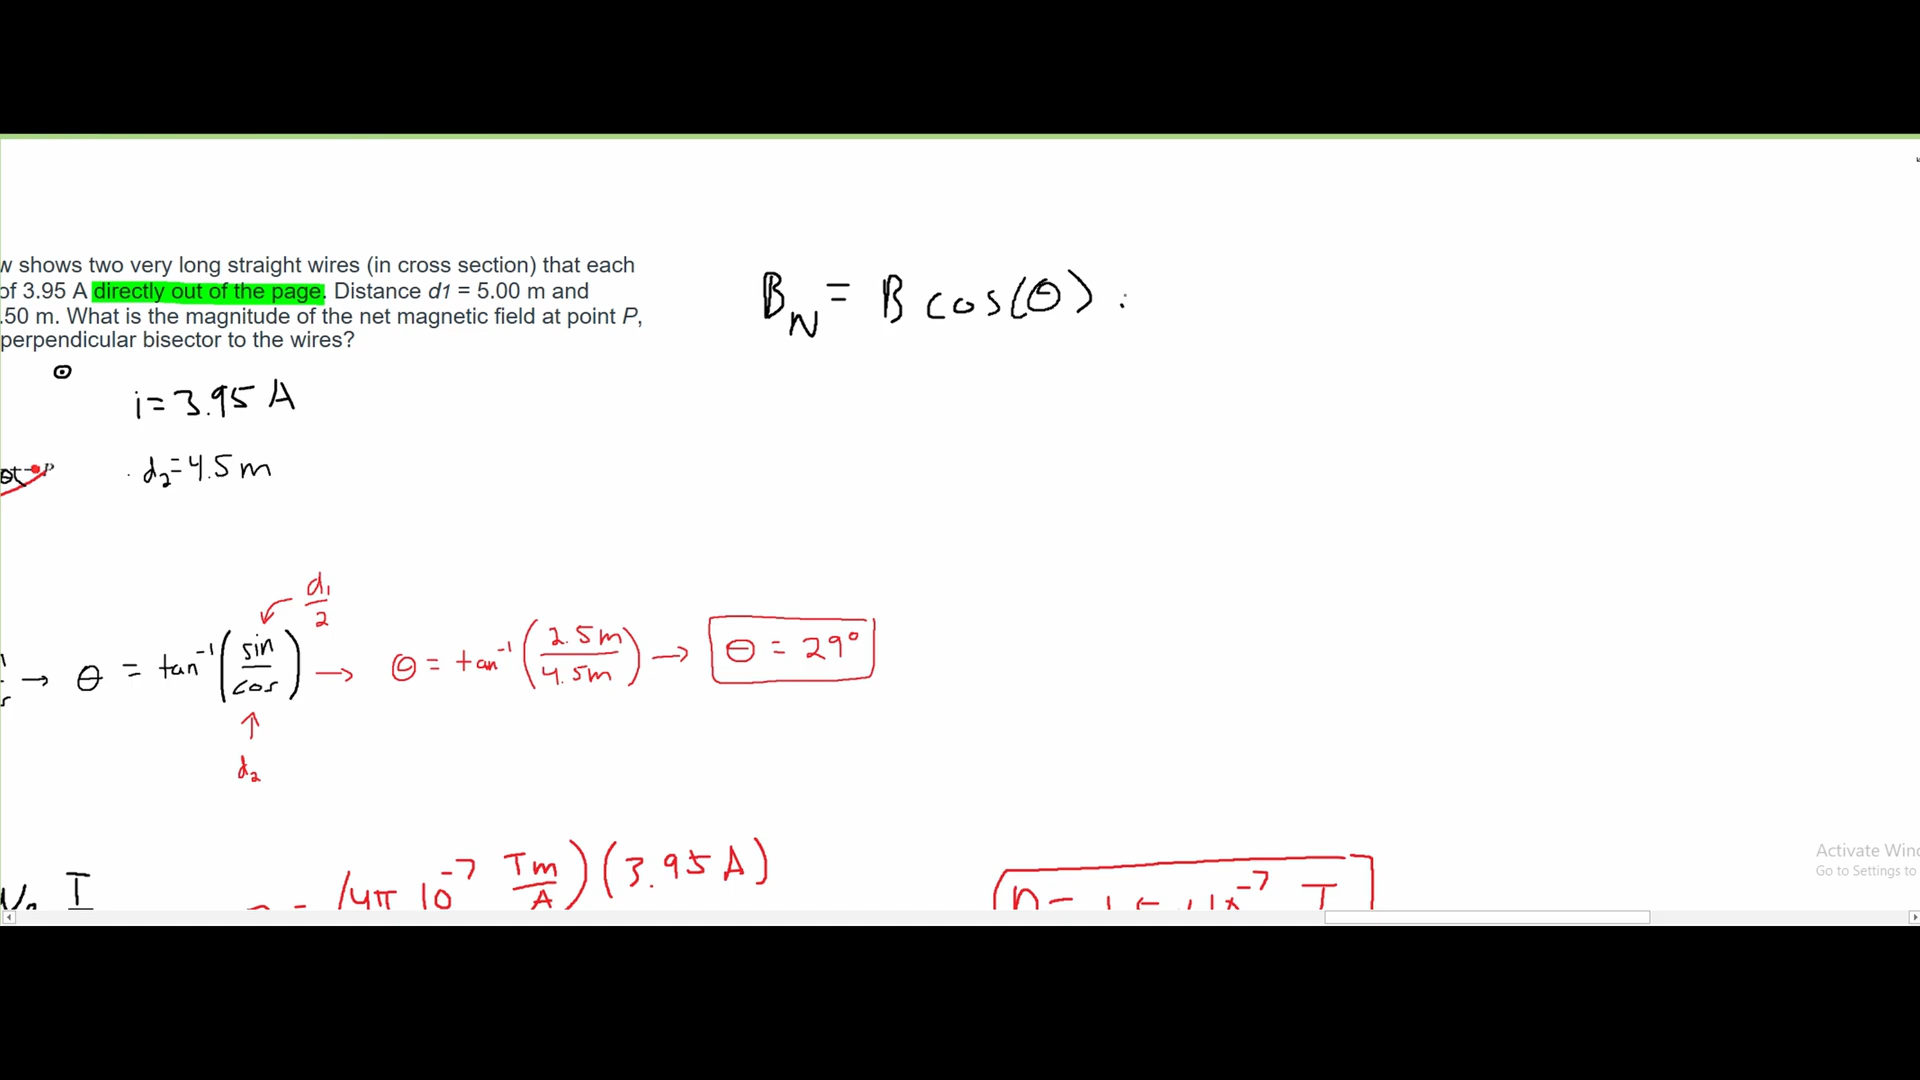 w shows two very long straight wires (in cross section) that each
of 3.95 A directly out of the page. Distance d1 = 5.00 m and
.50 m. What is the magnitude of the net magnetic field at point P,
perpendicular bisector to the wires?
B_N = B cos(θ)
i = 3.95 A
P
d₂ = 4.5 m
d₁/2
→ θ = tan⁻¹(sin/cos) → θ = tan⁻¹(2.5m/4.5m) → θ = 29°
d₂
(4π 10⁻⁷ Tm/A)(3.95 A)
I
10⁻⁷ T
Activate Wind
Go to Settings to